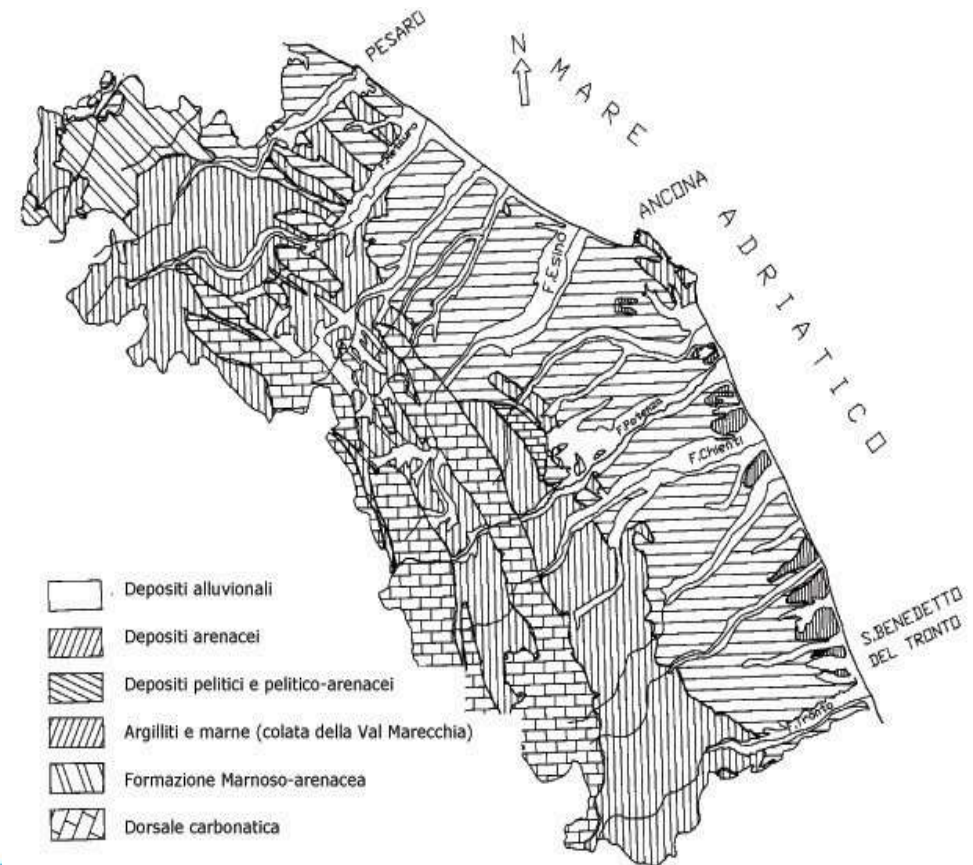 PESARO
N
MARE ADRIATICO
F.Metauro
ANCONA
F.Esino
F.Potenza
F.Chienti
S.BENEDETTO
DEL TRONTO
F.Tronto
Depositi alluvionali
Depositi arenacei
Depositi pelitici e pelitico-arenacei
Argilliti e marne (colata della Val Marecchia)
Formazione Marnoso-arenacea
Dorsale carbonatica